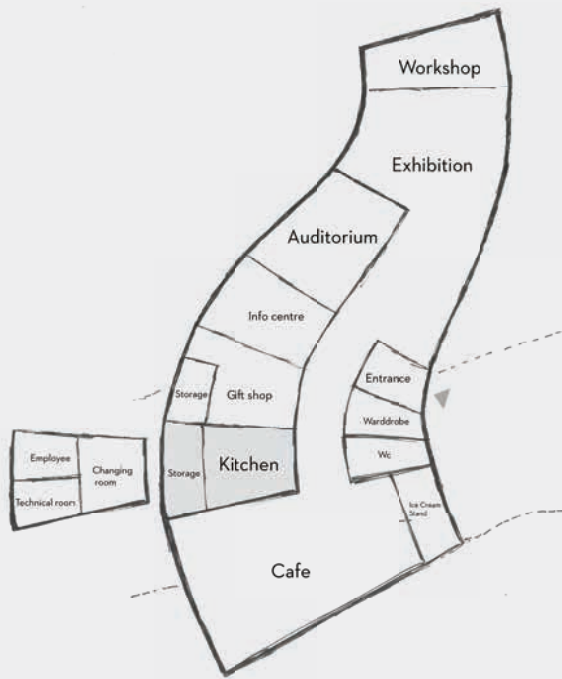 Workshop
Exhibition
Auditorium
Info centre
Storage
Gift shop
Entrance
Warddrobe
Wc
Storage
Kitchen
Ice Cream
Stand
Employee
Changing
room
Technical room
Cafe